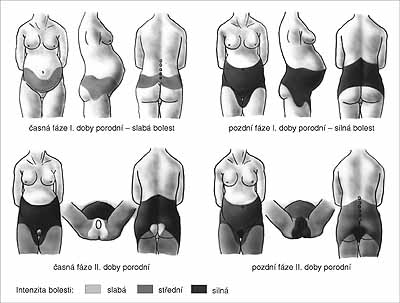 časná fáze I. doby porodní – slabá bolest
pozdní fáze I. doby porodní – silná bolest
časná fáze II. doby porodní
pozdní fáze II. doby porodní
Intenzita bolesti: slabá střední silná